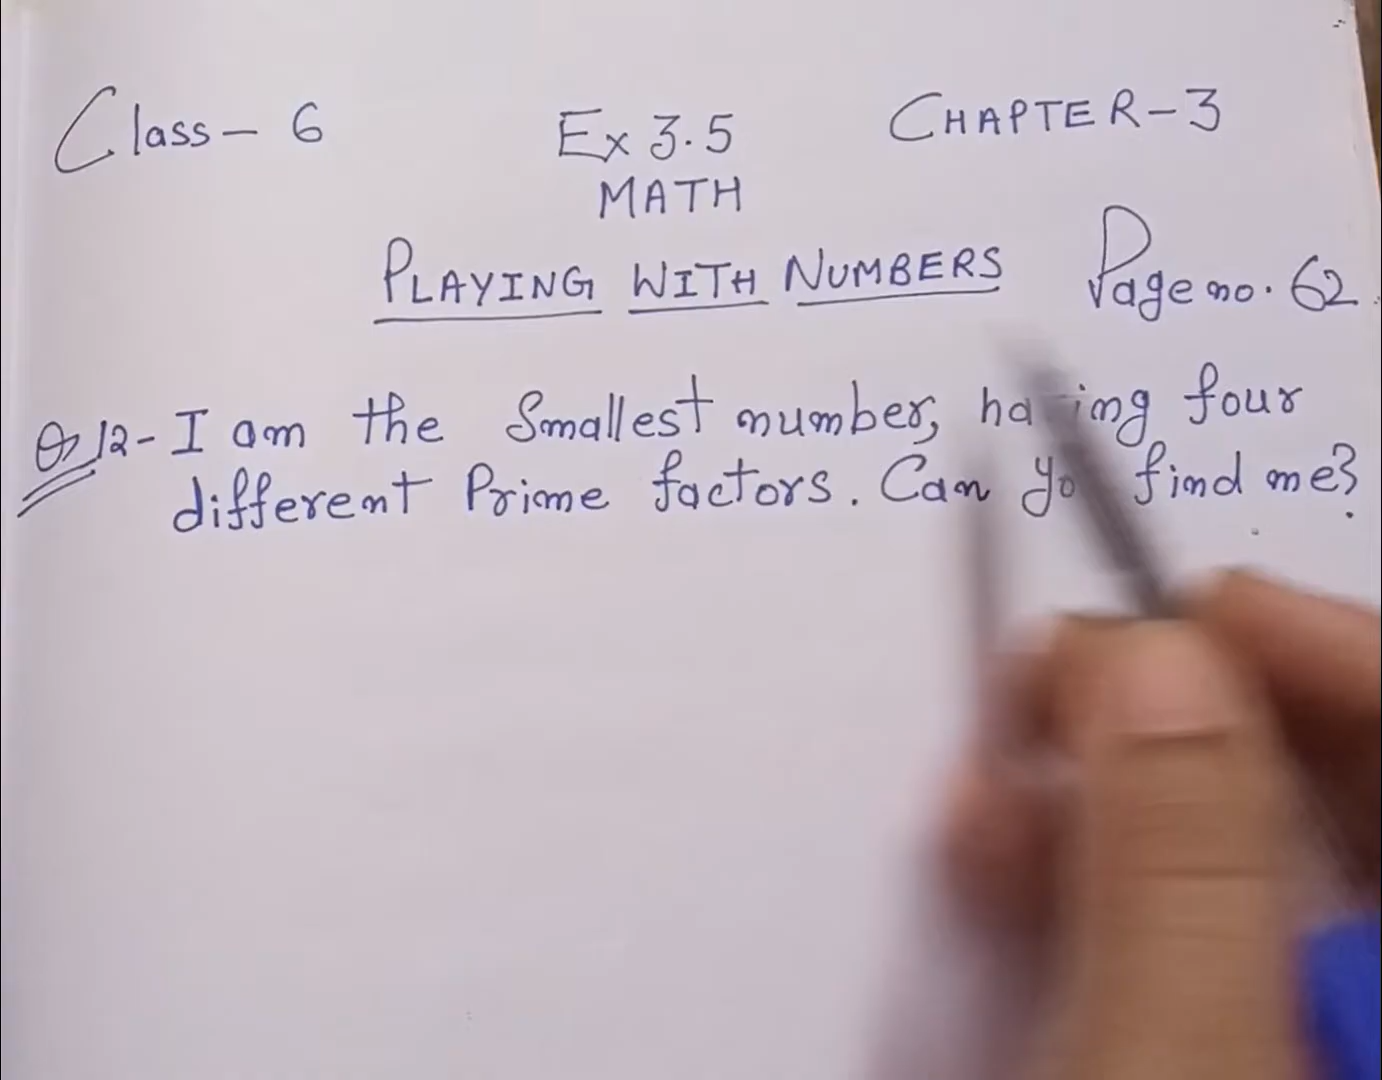 Class - 6 Ex 3.5 CHAPTER - 3
MATH
PLAYING WITH NUMBERS Page no. 62
Q 12 - I am the Smallest number, having four
different Prime factors. Can you find me?